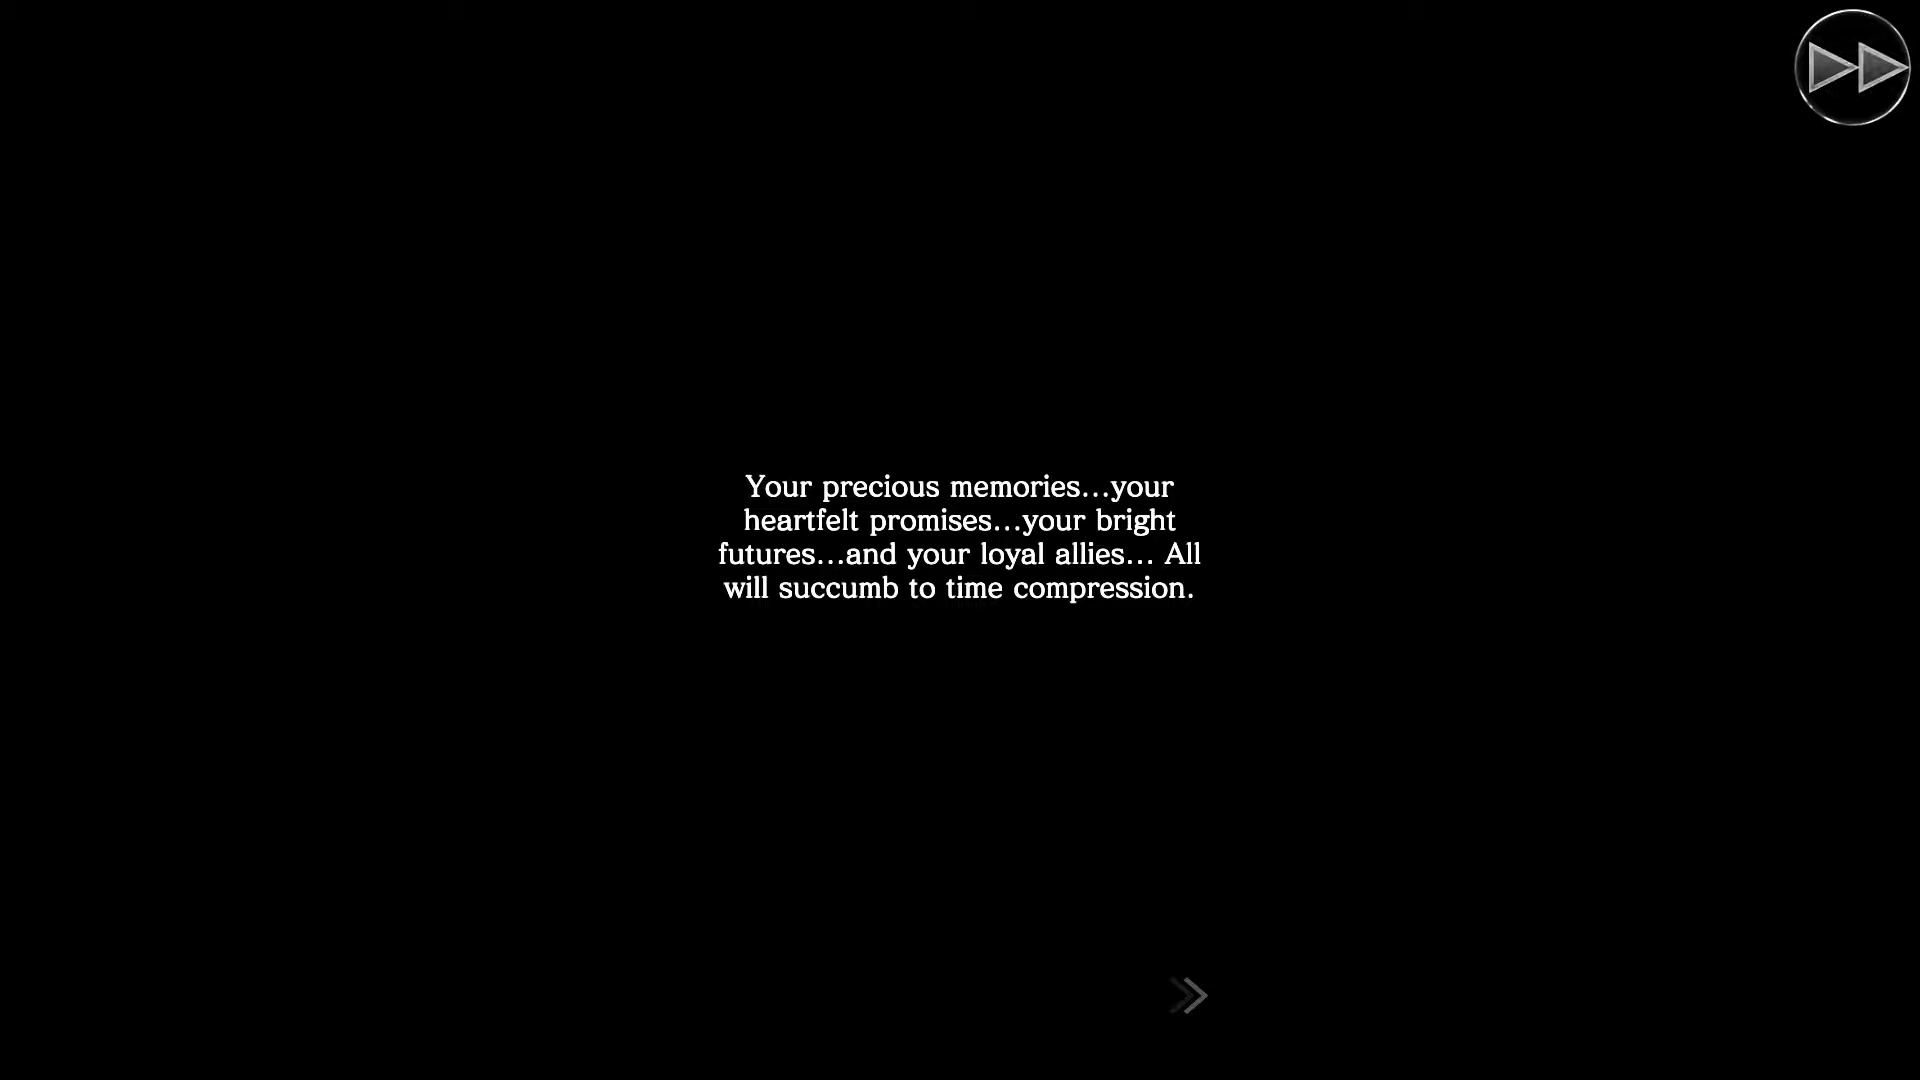 Your precious memories...your
heartfelt promises...your bright
futures...and your loyal allies... All
will succumb to time compression.